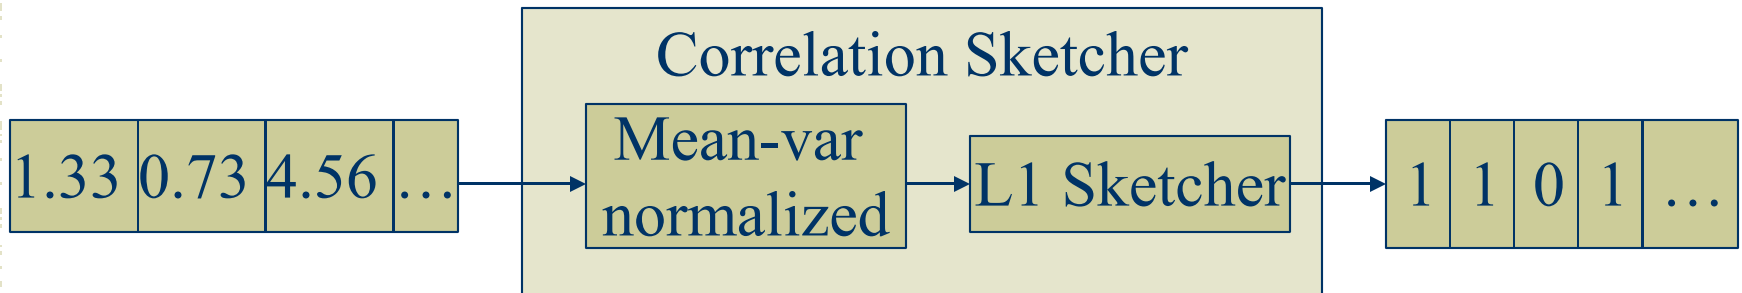 Correlation Sketcher
1.33 0.73 4.56 ...
Mean-var
normalized
L1 Sketcher
1 1 0 1 ...